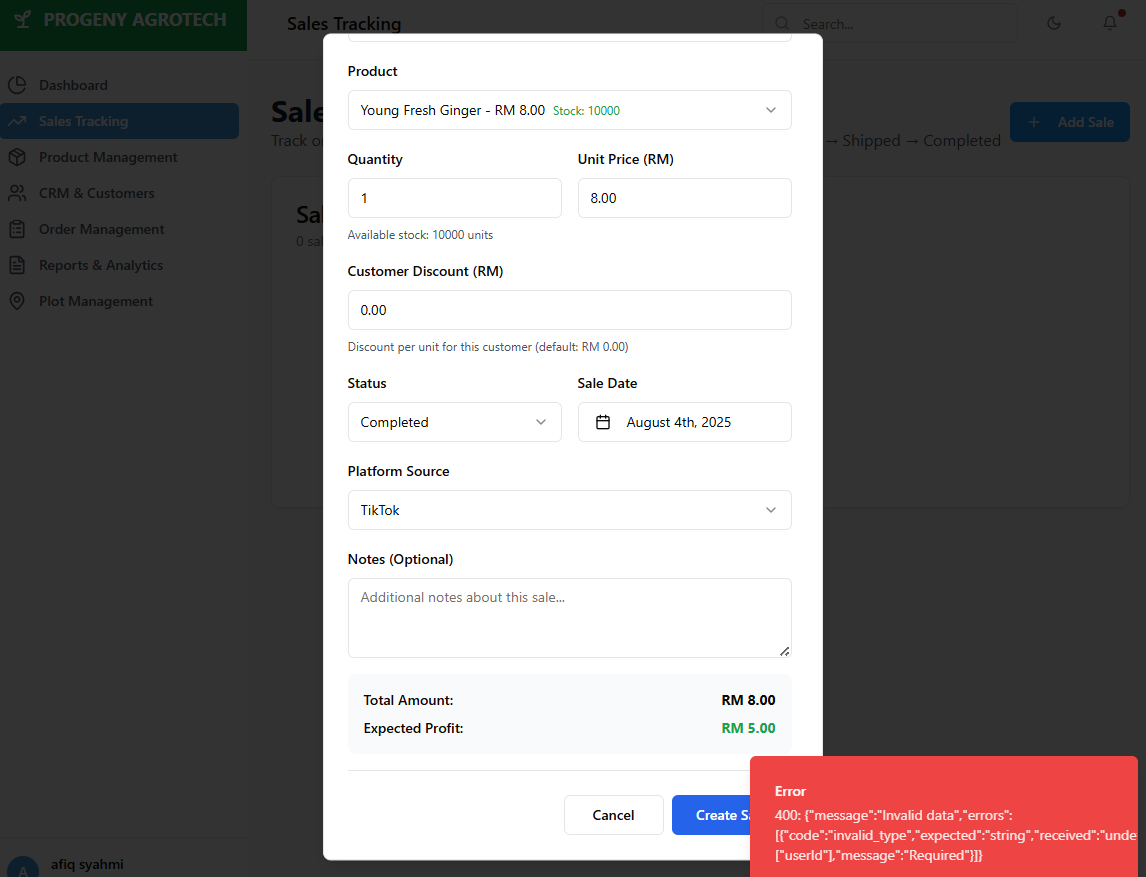 PROGENY AGROTECH
Sales Tracking
Search...
Dashboard
Sales Tracking
Product Management
CRM & Customers
Order Management
Reports & Analytics
Plot Management
Sale
Track o
→ Shipped → Completed
+ Add Sale
Sal
0 sal
Product
Young Fresh Ginger - RM 8.00 Stock: 10000
Quantity Unit Price (RM)
1 8.00
Available stock: 10000 units
Customer Discount (RM)
0.00
Discount per unit for this customer (default: RM 0.00)
Status Sale Date
Completed August 4th, 2025
Platform Source
TikTok
Notes (Optional)
Additional notes about this sale...
Total Amount: RM 8.00
Expected Profit: RM 5.00
Cancel Create Sa
Error
400: {"message":"Invalid data","errors":
[{"code":"invalid_type","expected":"string","received":"unde
["userId"],"message":"Required"}]}
A afiq syahmi